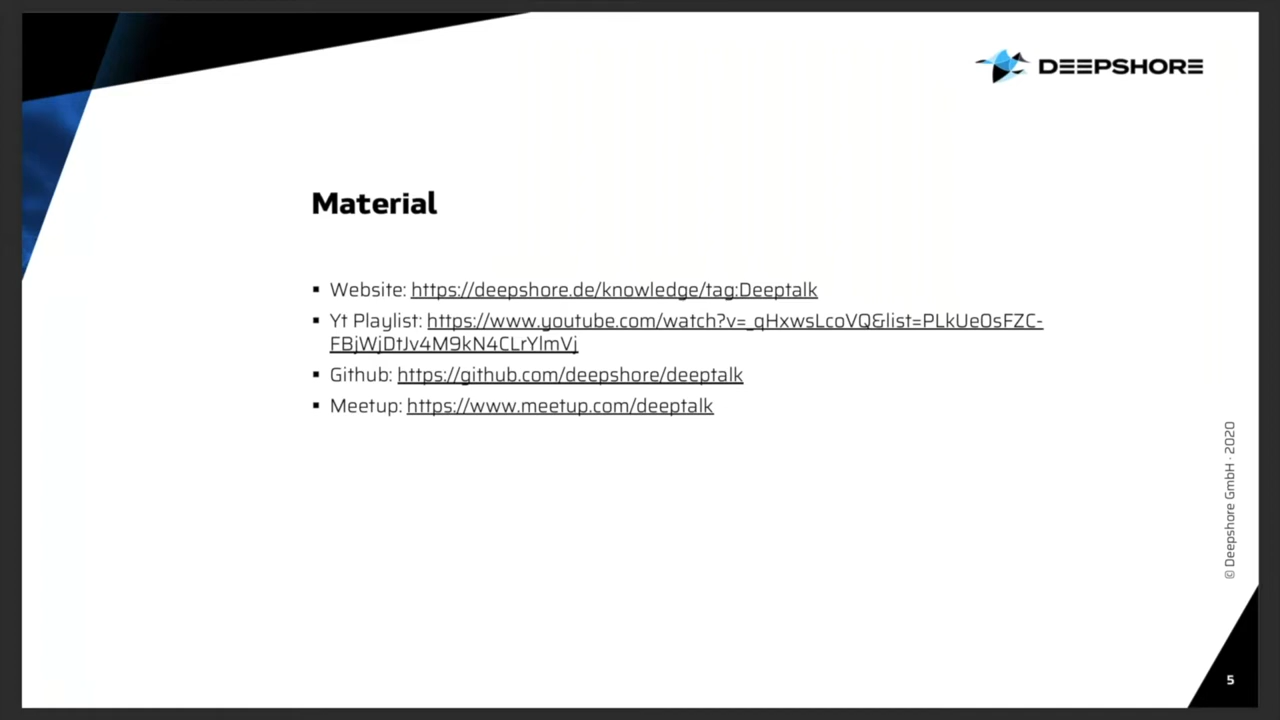 DEEPSHORE
Material
▪ Website: https://deepshore.de/knowledge/tag:Deeptalk
▪ Yt Playlist: https://www.youtube.com/watch?v=_qHxwsLcoVQ&list=PLkUeOsFZC-
FBjWjDtJv4M9kN4CLrYlmVj
▪ Github: https://github.com/deepshore/deeptalk
▪ Meetup: https://www.meetup.com/deeptalk
© Deepshore GmbH · 2020
5